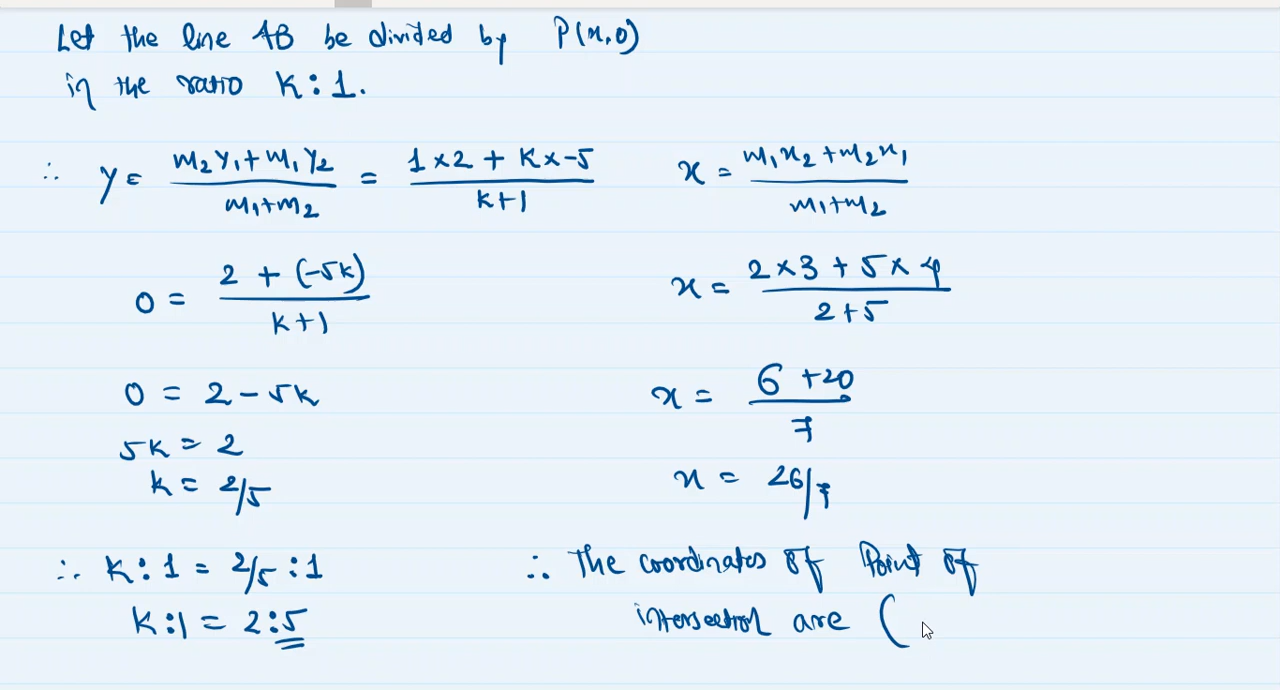 Let the line AB be divided by P(x,0)
in the ratio K:1.
∴ y = (m₂y₁+m₁y₂)/(m₁+m₂) = (1×2 + K×-5)/(k+1)
0 = (2 + (-5k))/(k+1)
0 = 2 - 5k
5k = 2
k = 2/5
∴ k:1 = 2/5 : 1
k:1 = 2:5
x = (m₁x₂+m₂x₁)/(m₁+m₂)
x = (2×3 + 5×4)/(2+5)
x = (6+20)/7
x = 26/7
∴ The coordinates of Point of
intersection are (